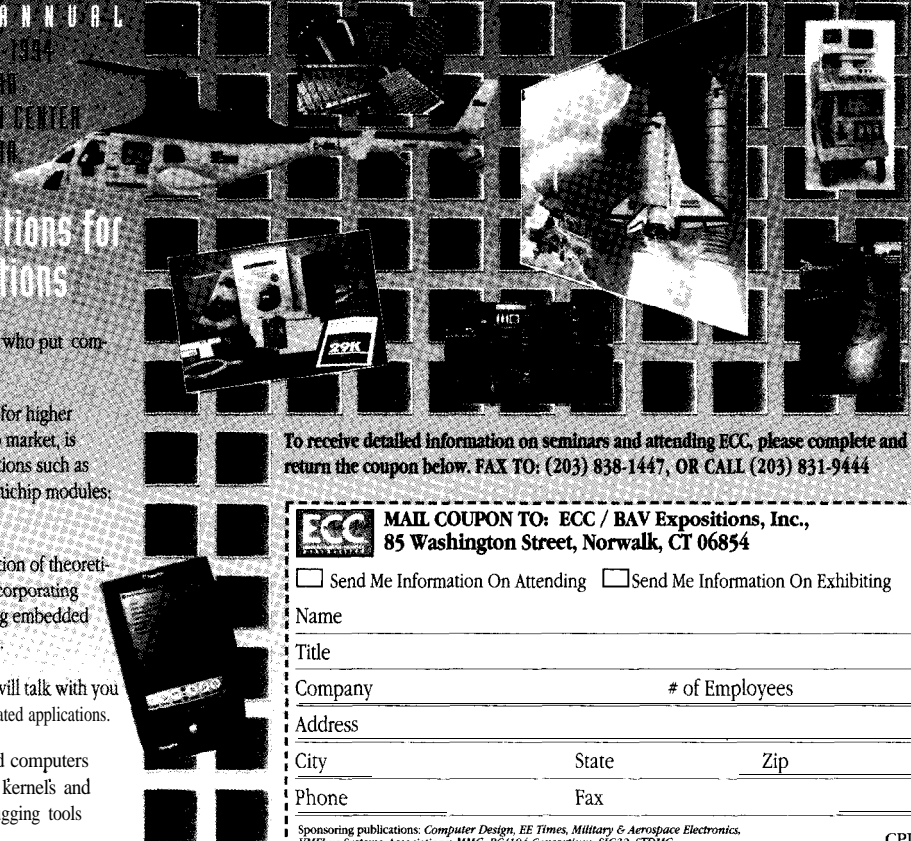 ANNUAL
1994
CENTER
tions for
tions
who put com-
for higher
market, is
tions such as
tichip modules;
tion of theoreti-
corporating
g embedded
will talk with you
ated applications.
d computers
kernel's and
gging tools
29K
To receive detailed information on seminars and attending ECC, please complete and
return the coupon below. FAX TO: (203) 838-1447, OR CALL (203) 831-9444
ECC
MAIL COUPON TO: ECC / BAV Expositions, Inc.,
85 Washington Street, Norwalk, CT 06854
Send Me Information On Attending Send Me Information On Exhibiting
Name
Title
Company # of Employees
Address
City State Zip
Phone Fax
Sponsoring publications: Computer Design, EE Times, Military & Aerospace Electronics,
CPI